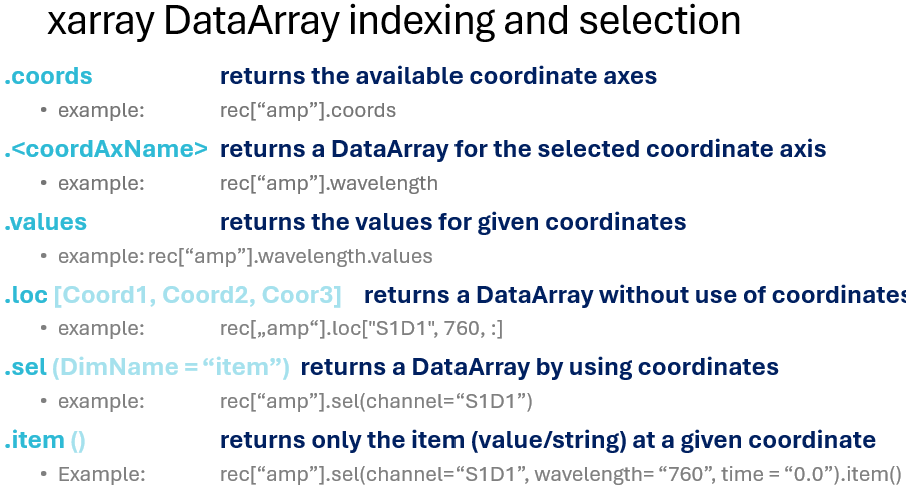 xarray DataArray indexing and selection
.coords returns the available coordinate axes
• example: rec[“amp”].coords
.<coordAxName> returns a DataArray for the selected coordinate axis
• example: rec[“amp”].wavelength
.values returns the values for given coordinates
• example: rec[“amp”].wavelength.values
.loc [Coord1, Coord2, Coor3] returns a DataArray without use of coordinates
• example: rec[„amp“].loc["S1D1", 760, :]
.sel (DimName = “item”) returns a DataArray by using coordinates
• example: rec[“amp”].sel(channel=“S1D1”)
.item () returns only the item (value/string) at a given coordinate
• Example: rec[“amp”].sel(channel=“S1D1”, wavelength= “760”, time = “0.0”).item()